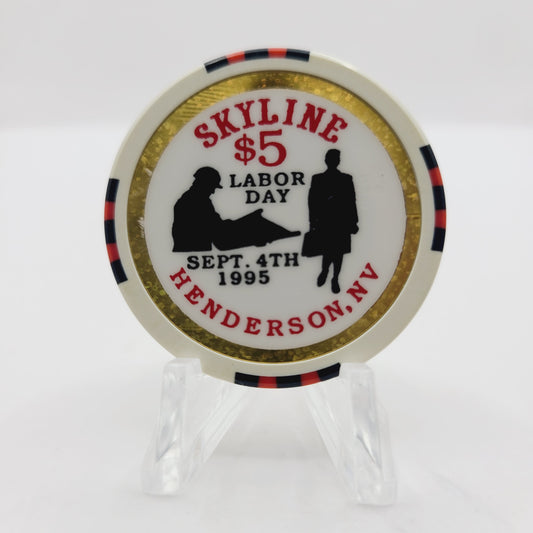 SKYLINE
$5
LABOR
DAY
SEPT. 4TH
1995
HENDERSON, NV